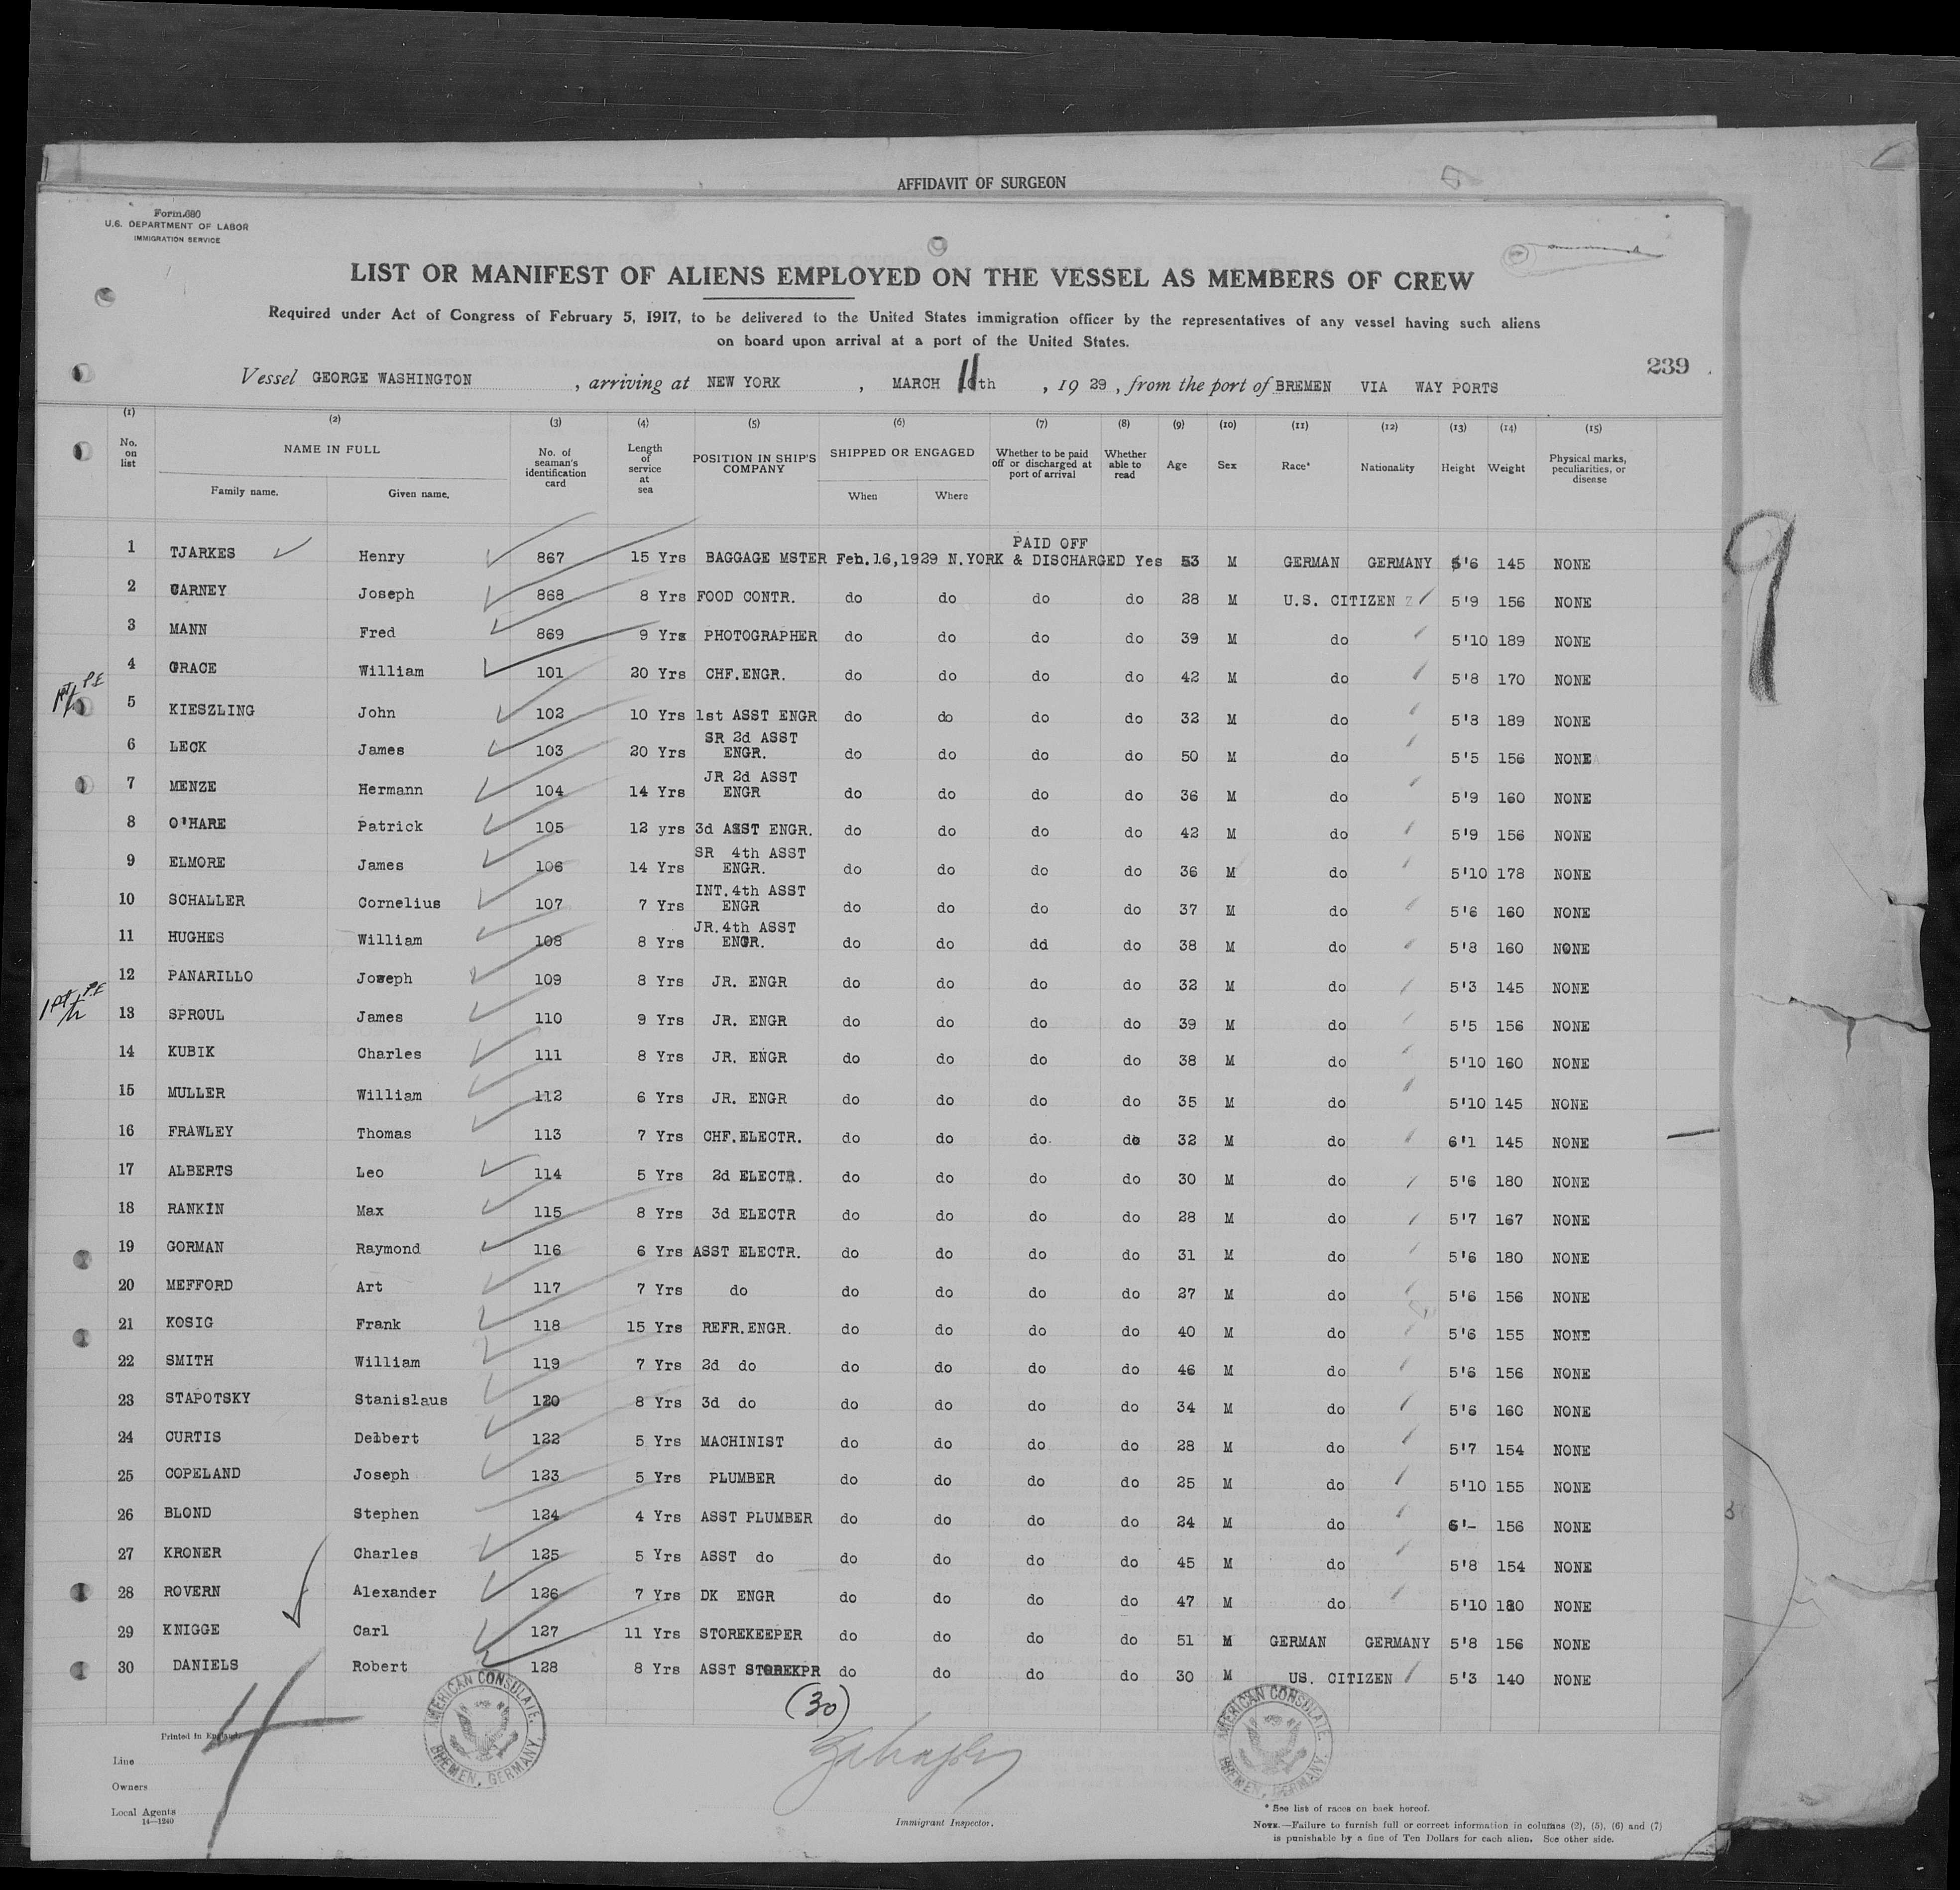 AFFIDAVIT OF SURGEON
Form 680
U.S. DEPARTMENT OF LABOR
IMMIGRATION SERVICE
LIST OR MANIFEST OF ALIENS EMPLOYED ON THE VESSEL AS MEMBERS OF CREW
Required under Act of Congress of February 5, 1917, to be delivered to the United States immigration officer by the representatives of any vessel having such aliens
on board upon arrival at a port of the United States.
239
Vessel GEORGE WASHINGTON, arriving at NEW YORK, MARCH 11th, 1929, from the port of BREMEN VIA WAY PORTS
(1) (2) (3) (4) (5) (6) (7) (8) (9) (10) (11) (12) (13) (14) (15)
No. on list NAME IN FULL No. of seaman's identification card Length of service at sea POSITION IN SHIP'S COMPANY SHIPPED OR ENGAGED Whether to be paid off or discharged at port of arrival Whether able to read Age Sex Race* Nationality Height Weight Physical marks, peculiarities, or disease
Family name. Given name. When Where
1 TJARKES Henry 867 15 Yrs BAGGAGE MSTER Feb.16,1929 N.YORK PAID OFF & DISCHARGED Yes 53 M GERMAN GERMANY 5'6 145 NONE
2 CARNEY Joseph 868 8 Yrs FOOD CONTR. do do do do 28 M U.S. CITIZEN 5'9 156 NONE
3 MANN Fred 869 9 Yrs PHOTOGRAPHER do do do do 39 M do 5'10 189 NONE
4 GRACE William 101 20 Yrs CHF.ENGR. do do do do 42 M do 5'8 170 NONE
5 KIESZLING John 102 10 Yrs 1st ASST ENGR do do do do 32 M do 5'8 189 NONE
6 LECK James 103 20 Yrs SR 2d ASST ENGR. do do do do 50 M do 5'5 156 NONE
7 MENZE Hermann 104 14 Yrs JR 2d ASST ENGR do do do do 36 M do 5'9 160 NONE
8 O'HARE Patrick 105 12 yrs 3d ASST ENGR. do do do do 42 M do 5'9 156 NONE
9 ELMORE James 106 14 Yrs SR 4th ASST ENGR. do do do do 36 M do 5'10 178 NONE
10 SCHALLER Cornelius 107 7 Yrs INT.4th ASST ENGR do do do do 37 M do 5'6 160 NONE
11 HUGHES William 108 8 Yrs JR.4th ASST ENGR. do do dd do 38 M do 5'8 160 NONE
12 PANARILLO Joseph 109 8 Yrs JR. ENGR do do do do 32 M do 5'3 145 NONE
13 SPROUL James 110 9 Yrs JR. ENGR do do do do 39 M do 5'5 156 NONE
14 KUBIK Charles 111 8 Yrs JR. ENGR do do do do 38 M do 5'10 160 NONE
15 MULLER William 112 6 Yrs JR. ENGR do do do do 35 M do 5'10 145 NONE
16 FRAWLEY Thomas 113 7 Yrs CHF.ELECTR. do do do. do 32 M do 6'1 145 NONE
17 ALBERTS Leo 114 5 Yrs 2d ELECTR. do do do do 30 M do 5'6 180 NONE
18 RANKIN Max 115 8 Yrs 3d ELECTR do do do do 28 M do 5'7 167 NONE
19 GORMAN Raymond 116 6 Yrs ASST ELECTR. do do do do 31 M do 5'6 180 NONE
20 MEFFORD Art 117 7 Yrs do do do do do 27 M do 5'6 156 NONE
21 KOSIG Frank 118 15 Yrs REFR.ENGR. do do do do 40 M do 5'6 155 NONE
22 SMITH William 119 7 Yrs 2d do do do do do 46 M do 5'6 156 NONE
23 STAPOTSKY Stanislaus 120 8 Yrs 3d do do do do do 34 M do 5'6 160 NONE
24 CURTIS Delbert 122 5 Yrs MACHINIST do do do do 28 M do 5'7 154 NONE
25 COPELAND Joseph 123 5 Yrs PLUMBER do do do do 25 M do 5'10 155 NONE
26 BLOND Stephen 124 4 Yrs ASST PLUMBER do do do do 24 M do 6'- 156 NONE
27 KRONER Charles 125 5 Yrs ASST do do do do do 45 M do 5'8 154 NONE
28 ROVERN Alexander 126 7 Yrs DK ENGR do do do do 47 M do 5'10 180 NONE
29 KNIGGE Carl 127 11 Yrs STOREKEEPER do do do do 51 M GERMAN GERMANY 5'8 156 NONE
30 DANIELS Robert 128 8 Yrs ASST STOREKPR do do do do 30 M US. CITIZEN 5'3 140 NONE
(30)
4
9
AMERICAN CONSULATE. BREMEN, GERMANY.
AMERICAN CONSULATE BREMEN, GERMANY.
Printed in England.
Line
Owners
Local Agents
14—1240
Immigrant Inspector.
* See list of races on back hereof.
NOTE.—Failure to furnish full or correct information in columns (2), (5), (6) and (7)
is punishable by a fine of Ten Dollars for each alien. See other side.